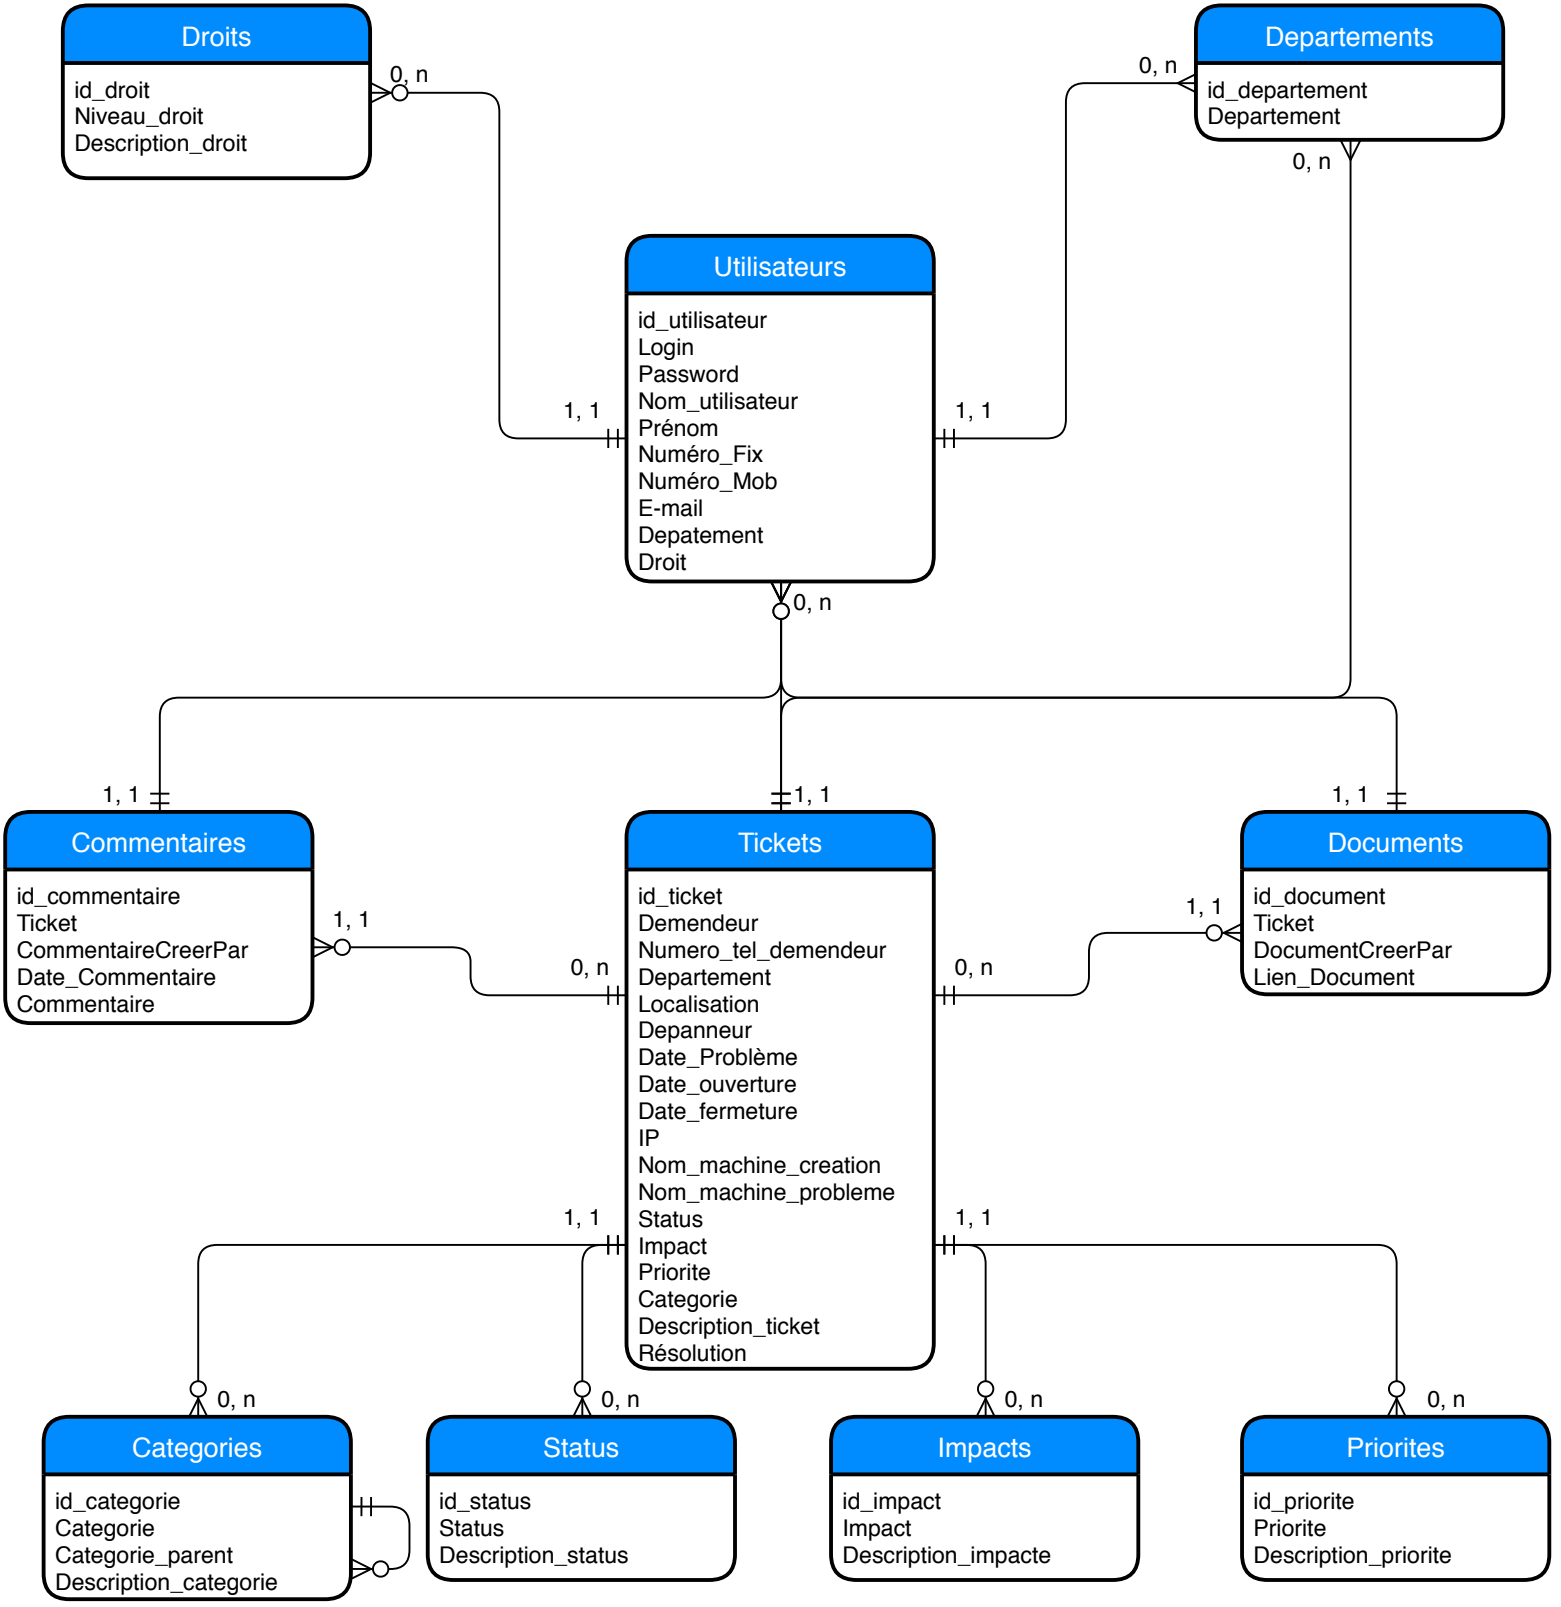 Droits
id_droit
Niveau_droit
Description_droit
0, n
Departements
id_departement
Departement
0, n
0, n
Utilisateurs
id_utilisateur
Login
Password
Nom_utilisateur
Prénom
Numéro_Fix
Numéro_Mob
E-mail
Depatement
Droit
1, 1
1, 1
0, n
1, 1
1, 1
1, 1
Commentaires
id_commentaire
Ticket
CommentaireCreerPar
Date_Commentaire
Commentaire
1, 1
0, n
Tickets
id_ticket
Demendeur
Numero_tel_demendeur
Departement
Localisation
Depanneur
Date_Problème
Date_ouverture
Date_fermeture
IP
Nom_machine_creation
Nom_machine_probleme
Status
Impact
Priorite
Categorie
Description_ticket
Résolution
0, n
1, 1
Documents
id_document
Ticket
DocumentCreerPar
Lien_Document
1, 1
1, 1
0, n
0, n
0, n
0, n
Categories
id_categorie
Categorie
Categorie_parent
Description_categorie
Status
id_status
Status
Description_status
Impacts
id_impact
Impact
Description_impacte
Priorites
id_priorite
Priorite
Description_priorite